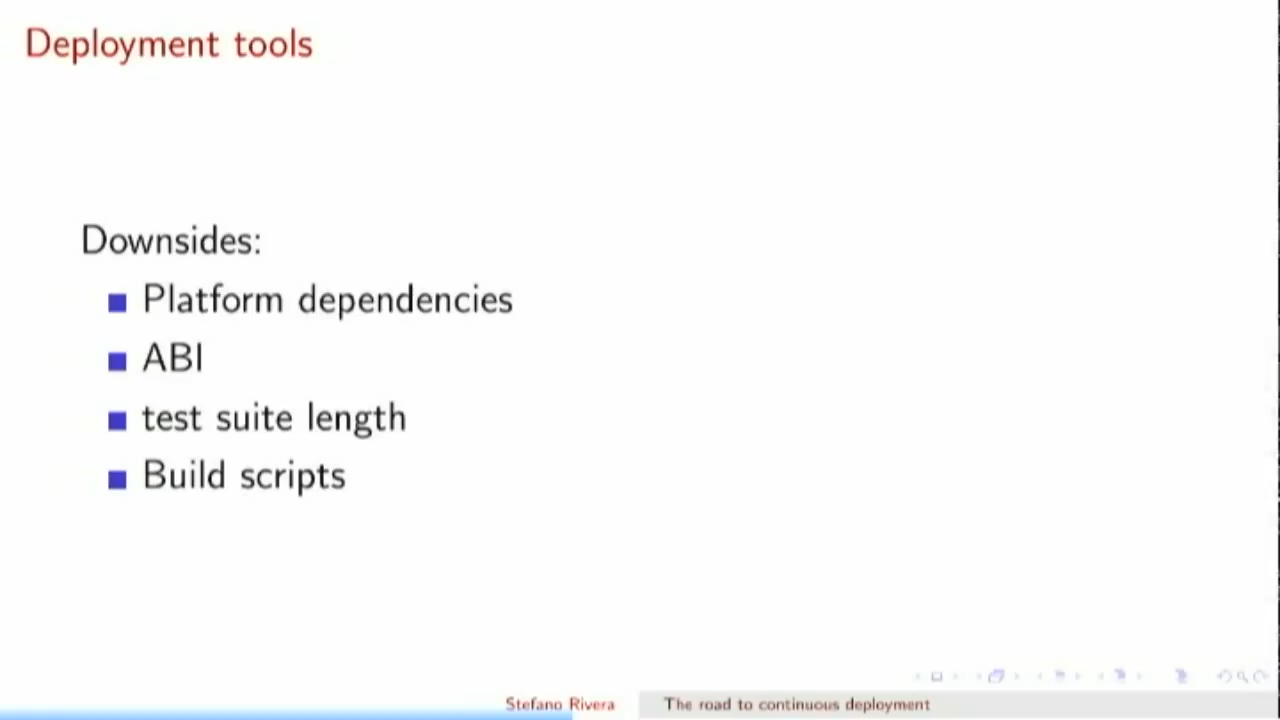 Deployment tools
Downsides:
Platform dependencies
ABI
test suite length
Build scripts
Stefano Rivera
The road to continuous deployment